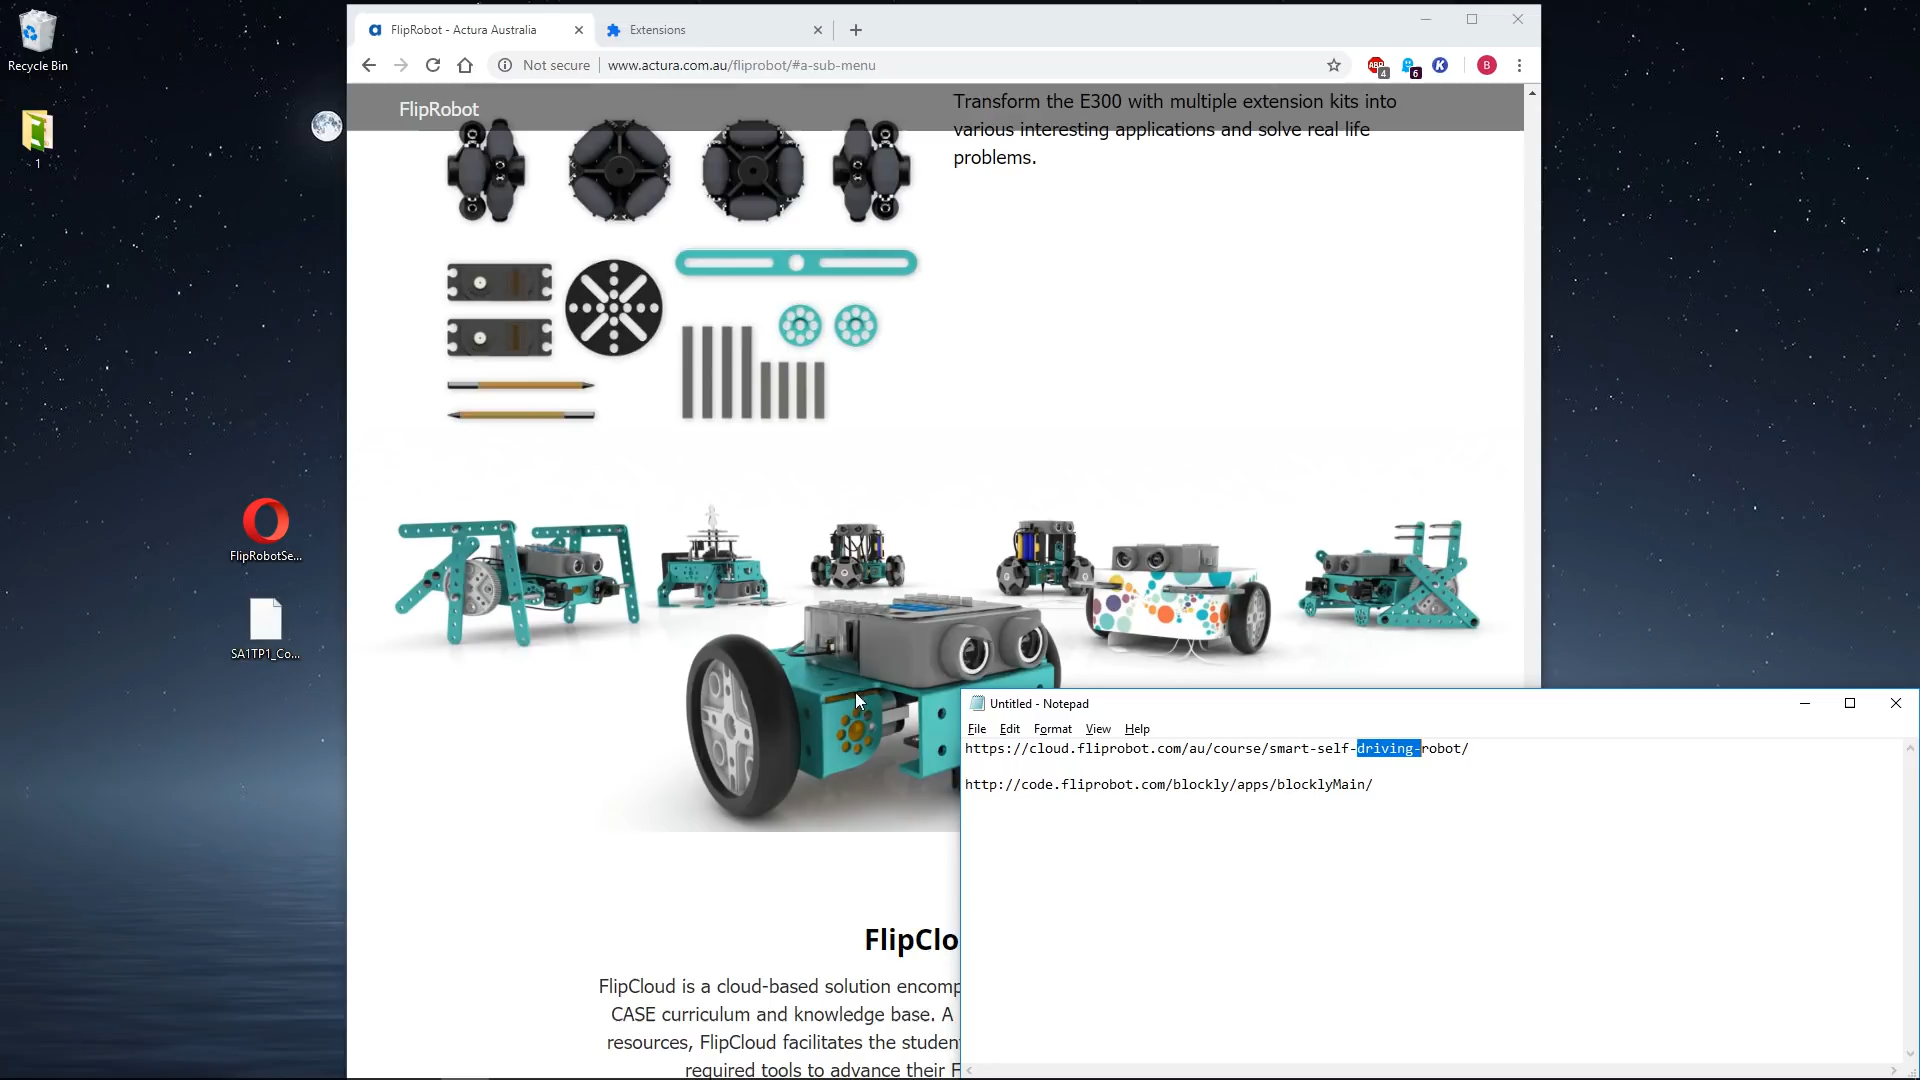 Recycle Bin
1
FlipRobotSe...
SA1TP1_Co...
FlipRobot - Actura Australia
Extensions
Not secure
www.actura.com.au/fliprobot/#a-sub-menu
ABP
4
6
K
B
FlipRobot
Transform the E300 with multiple extension kits into
various interesting applications and solve real life
problems.
FlipClo
FlipCloud is a cloud-based solution encomp
CASE curriculum and knowledge base. A
resources, FlipCloud facilitates the studen
required tools to advance their F
Untitled - Notepad
File Edit Format View Help
https://cloud.fliprobot.com/au/course/smart-self-driving-robot/
http://code.fliprobot.com/blockly/apps/blocklyMain/